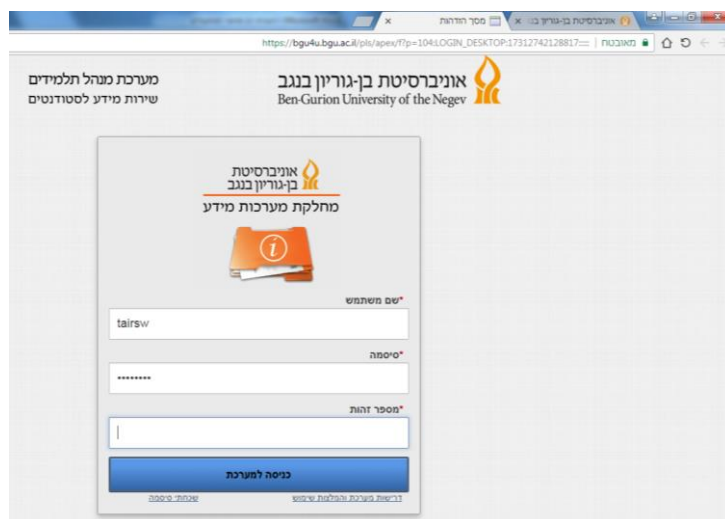 מסך הזדהות
אוניברסיטת בן-גוריון בנ
מאובטח
https://bgu4u.bgu.ac.il/pls/apex/f?p=104:LOGIN_DESKTOP:17312742128817:::::
אוניברסיטת בן-גוריון בנגב
Ben-Gurion University of the Negev
מערכת מנהל תלמידים
שירות מידע לסטודנטים
אוניברסיטת
בן-גוריון בנגב
מחלקת מערכות מידע
*שם משתמש
tairsw
*סיסמה
••••••••
*מספר זהות
כניסה למערכת
דרישות מערכת והמלצות שימוש
שכחתי סיסמה